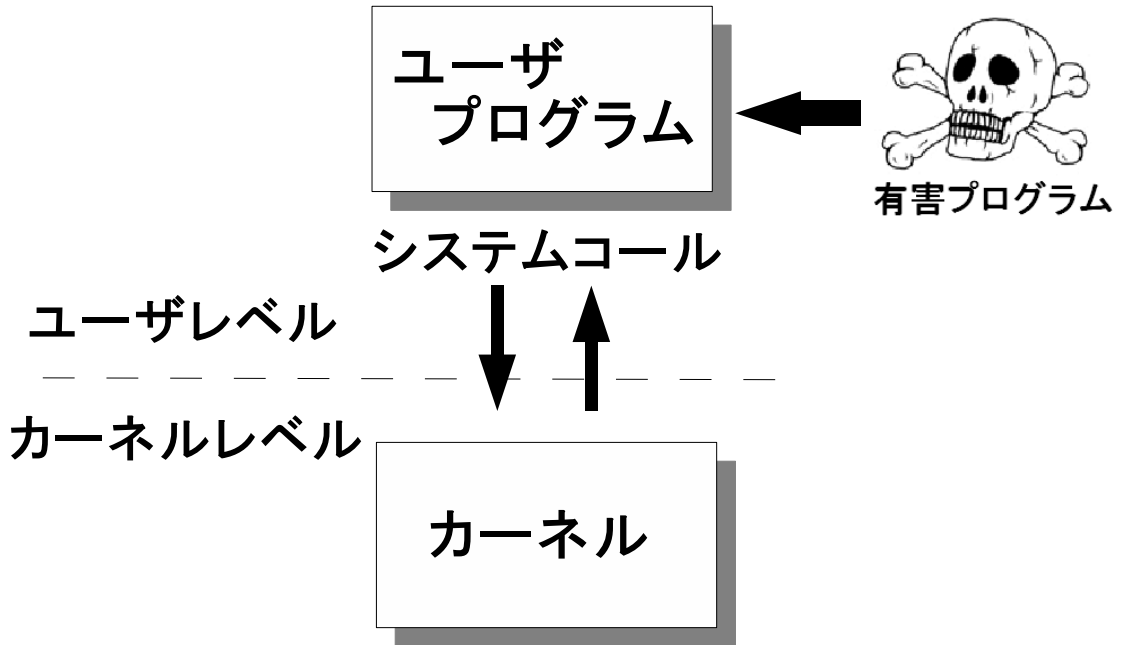 ユーザ
プログラム
有害プログラム
システムコール
ユーザレベル
カーネルレベル
カーネル